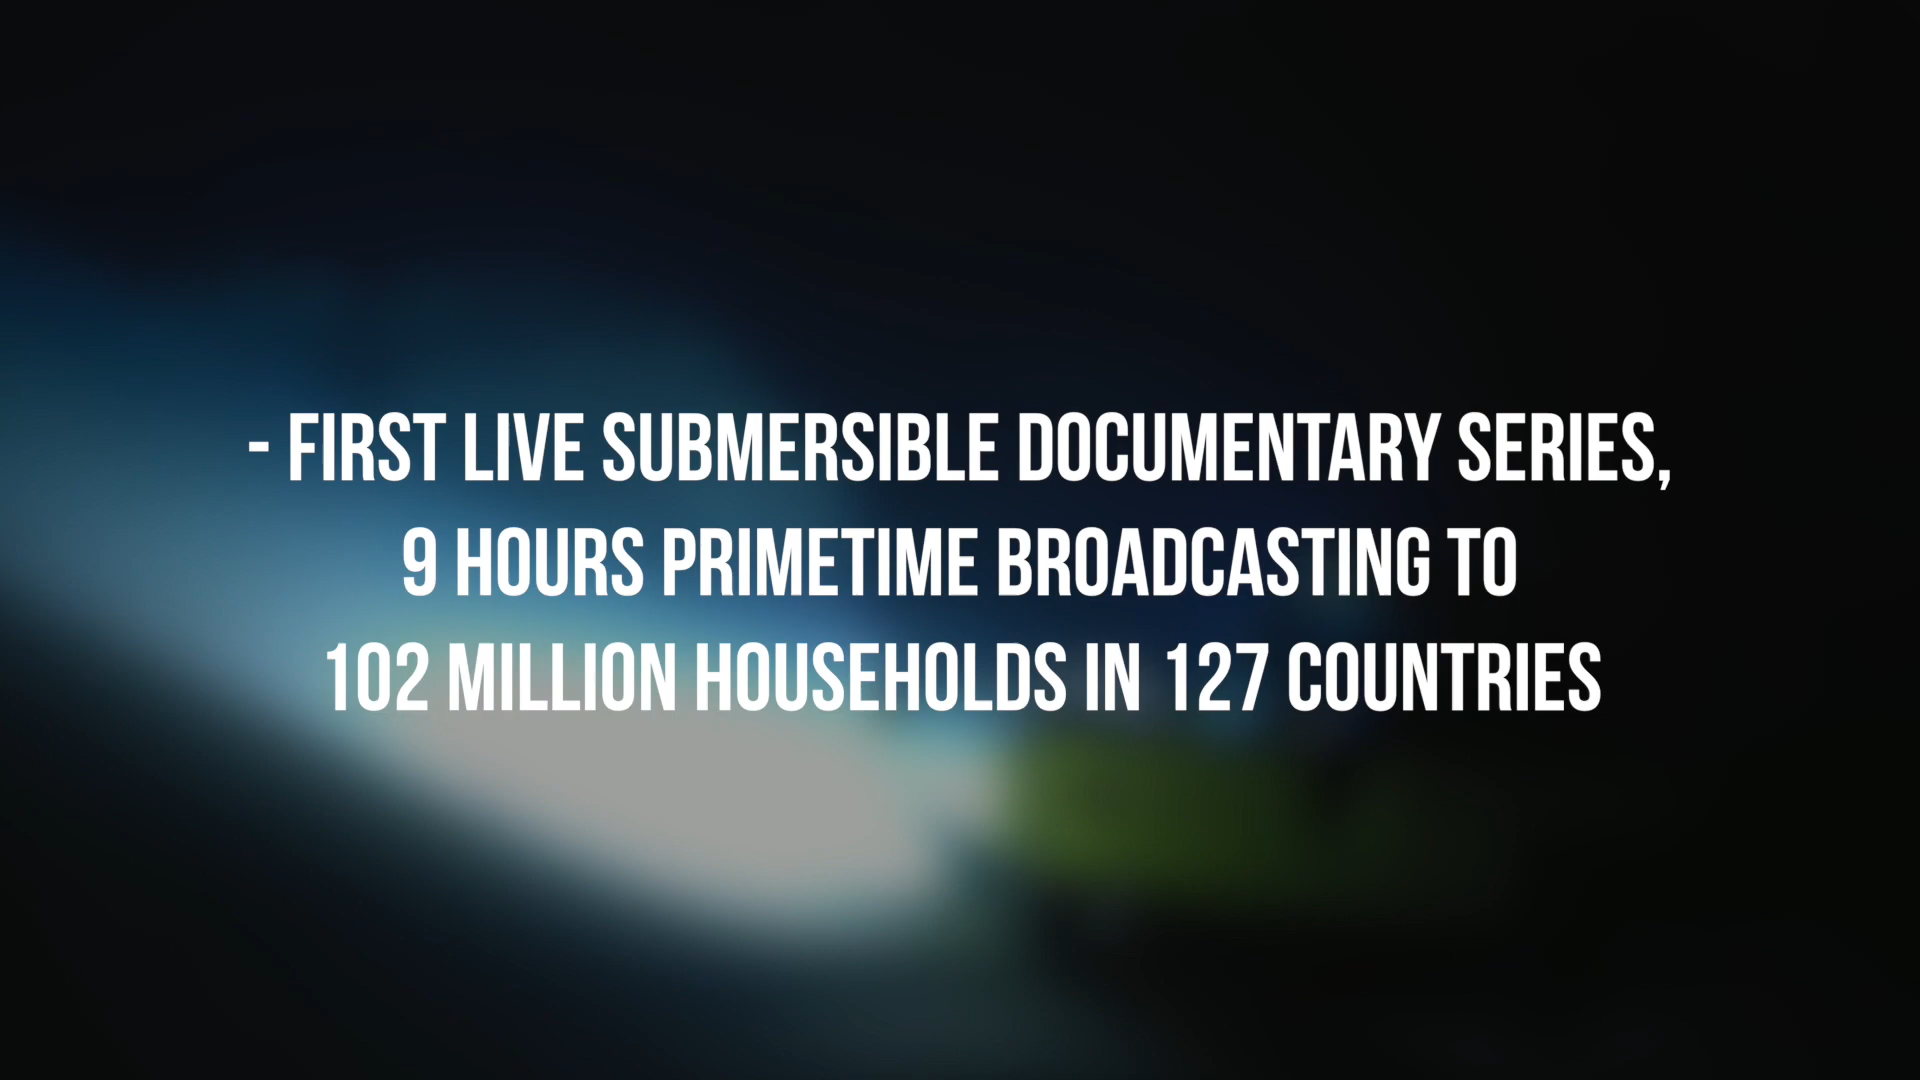 - FIRST LIVE SUBMERSIBLE DOCUMENTARY SERIES,
9 HOURS PRIMETIME BROADCASTING TO
102 MILLION HOUSEHOLDS IN 127 COUNTRIES